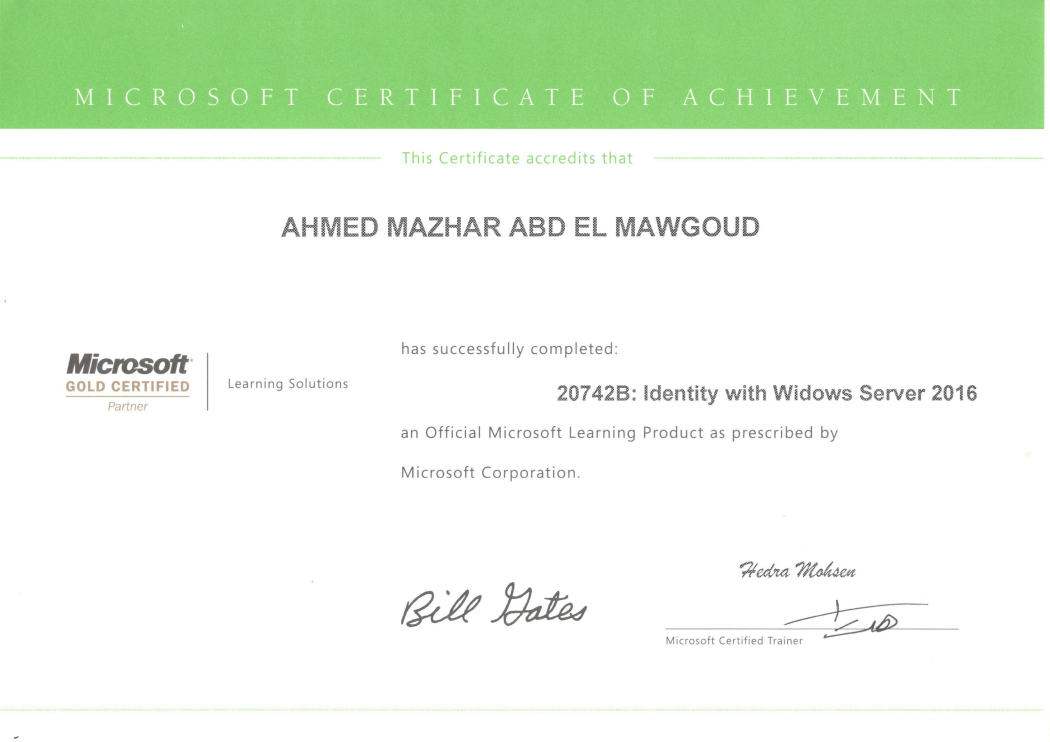 MICROSOFT CERTIFICATE OF ACHIEVEMENT
This Certificate accredits that
AHMED MAZHAR ABD EL MAWGOUD
has successfully completed:
Microsoft®
GOLD CERTIFIED
Partner
Learning Solutions
20742B: Identity with Widows Server 2016
an Official Microsoft Learning Product as prescribed by
Microsoft Corporation.
Hedra Mohsen
Bill Gates
Microsoft Certified Trainer